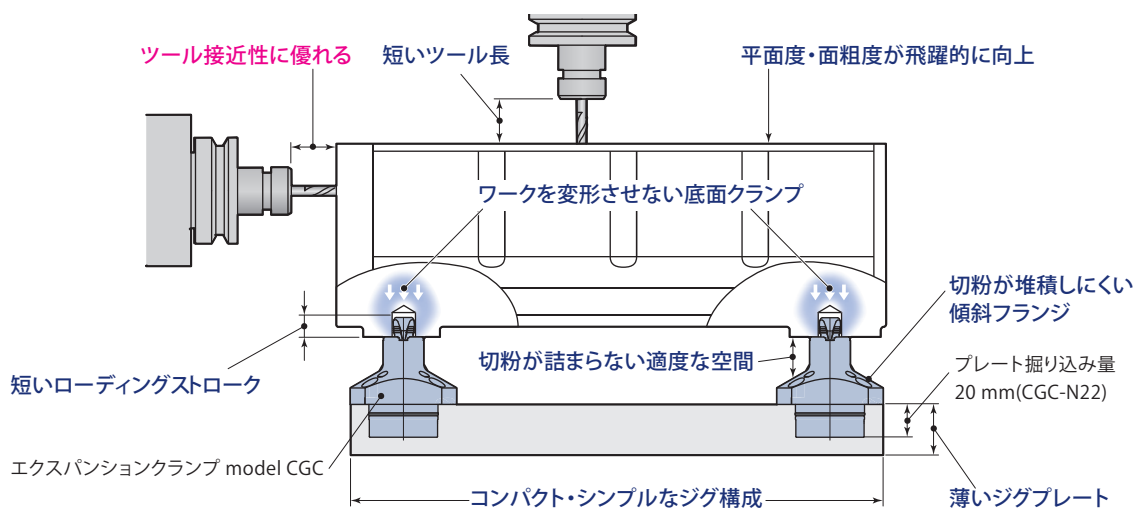 ツール接近性に優れる
短いツール長
平面度・面粗度が飛躍的に向上
ワークを変形させない底面クランプ
切粉が堆積しにくい
傾斜フランジ
切粉が詰まらない適度な空間
プレート掘り込み量
20 mm(CGC-N22)
短いローディングストローク
エクスパンションクランプ model CGC
コンパクト・シンプルなジグ構成
薄いジグプレート